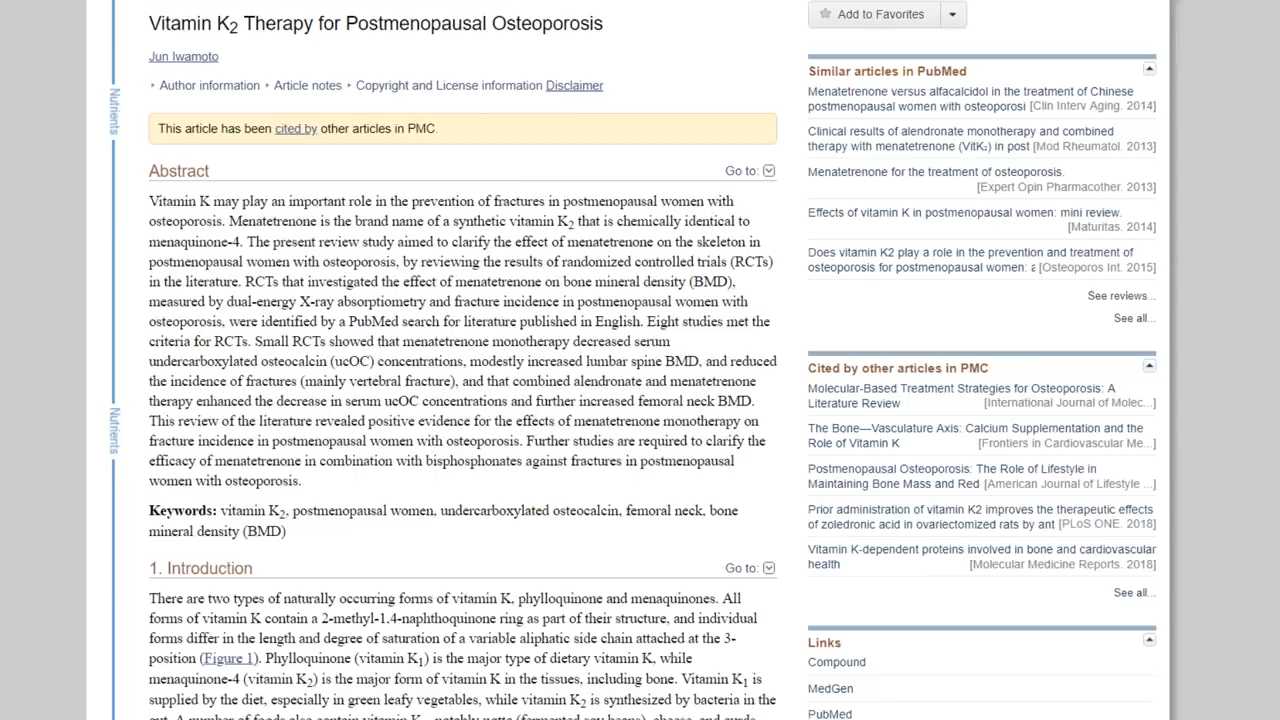 Vitamin K2 Therapy for Postmenopausal Osteoporosis
Jun Iwamoto
Author information Article notes Copyright and License information Disclaimer
This article has been cited by other articles in PMC.
Abstract
Go to:
Vitamin K may play an important role in the prevention of fractures in postmenopausal women with
osteoporosis. Menatetrenone is the brand name of a synthetic vitamin K2 that is chemically identical to
menaquinone-4. The present review study aimed to clarify the effect of menatetrenone on the skeleton in
postmenopausal women with osteoporosis, by reviewing the results of randomized controlled trials (RCTs)
in the literature. RCTs that investigated the effect of menatetrenone on bone mineral density (BMD),
measured by dual-energy X-ray absorptiometry and fracture incidence in postmenopausal women with
osteoporosis, were identified by a PubMed search for literature published in English. Eight studies met the
criteria for RCTs. Small RCTs showed that menatetrenone monotherapy decreased serum
undercarboxylated osteocalcin (ucOC) concentrations, modestly increased lumbar spine BMD, and reduced
the incidence of fractures (mainly vertebral fracture), and that combined alendronate and menatetrenone
therapy enhanced the decrease in serum ucOC concentrations and further increased femoral neck BMD.
This review of the literature revealed positive evidence for the effects of menatetrenone monotherapy on
fracture incidence in postmenopausal women with osteoporosis. Further studies are required to clarify the
efficacy of menatetrenone in combination with bisphosphonates against fractures in postmenopausal
women with osteoporosis.
Keywords: vitamin K2, postmenopausal women, undercarboxylated osteocalcin, femoral neck, bone
mineral density (BMD)
1. Introduction
Go to:
There are two types of naturally occurring forms of vitamin K, phylloquinone and menaquinones. All
forms of vitamin K contain a 2-methyl-1,4-naphthoquinone ring as part of their structure, and individual
forms differ in the length and degree of saturation of a variable aliphatic side chain attached at the 3-
position (Figure 1). Phylloquinone (vitamin K1) is the major type of dietary vitamin K, while
menaquinone-4 (vitamin K2) is the major form of vitamin K in the tissues, including bone. Vitamin K1 is
supplied by the diet, especially in green leafy vegetables, while vitamin K2 is synthesized by bacteria in the
gut. A number of foods also contain vitamin K2, notably natto (fermented soy beans), cheese, and curds
Nutrients
Nutrients
Add to Favorites
Similar articles in PubMed
Menatetrenone versus alfacalcidol in the treatment of Chinese
postmenopausal women with osteoporosi [Clin Interv Aging. 2014]
Clinical results of alendronate monotherapy and combined
therapy with menatetrenone (VitK₂) in post [Mod Rheumatol. 2013]
Menatetrenone for the treatment of osteoporosis.
[Expert Opin Pharmacother. 2013]
Effects of vitamin K in postmenopausal women: mini review.
[Maturitas. 2014]
Does vitamin K2 play a role in the prevention and treatment of
osteoporosis for postmenopausal women: a [Osteoporos Int. 2015]
See reviews...
See all...
Cited by other articles in PMC
Molecular-Based Treatment Strategies for Osteoporosis: A
Literature Review [International Journal of Molec...]
The Bone—Vasculature Axis: Calcium Supplementation and the
Role of Vitamin K [Frontiers in Cardiovascular Me...]
Postmenopausal Osteoporosis: The Role of Lifestyle in
Maintaining Bone Mass and Red [American Journal of Lifestyle ...]
Prior administration of vitamin K2 improves the therapeutic effects
of zoledronic acid in ovariectomized rats by ant [PLoS ONE. 2018]
Vitamin K-dependent proteins involved in bone and cardiovascular
health [Molecular Medicine Reports. 2018]
See all...
Links
Compound
MedGen
PubMed